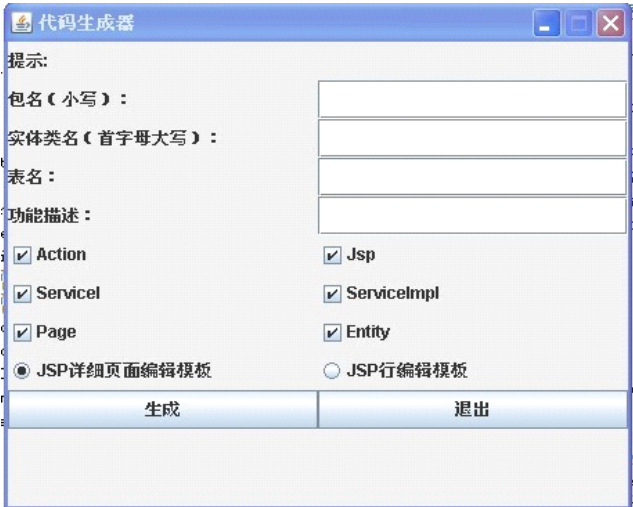 代码生成器
提示:
包名（小写）：
实体类名（首字母大写）：
表名：
功能描述：
Action Jsp
ServiceI ServiceImpl
Page Entity
JSP详细页面编辑模板 JSP行编辑模板
生成 退出